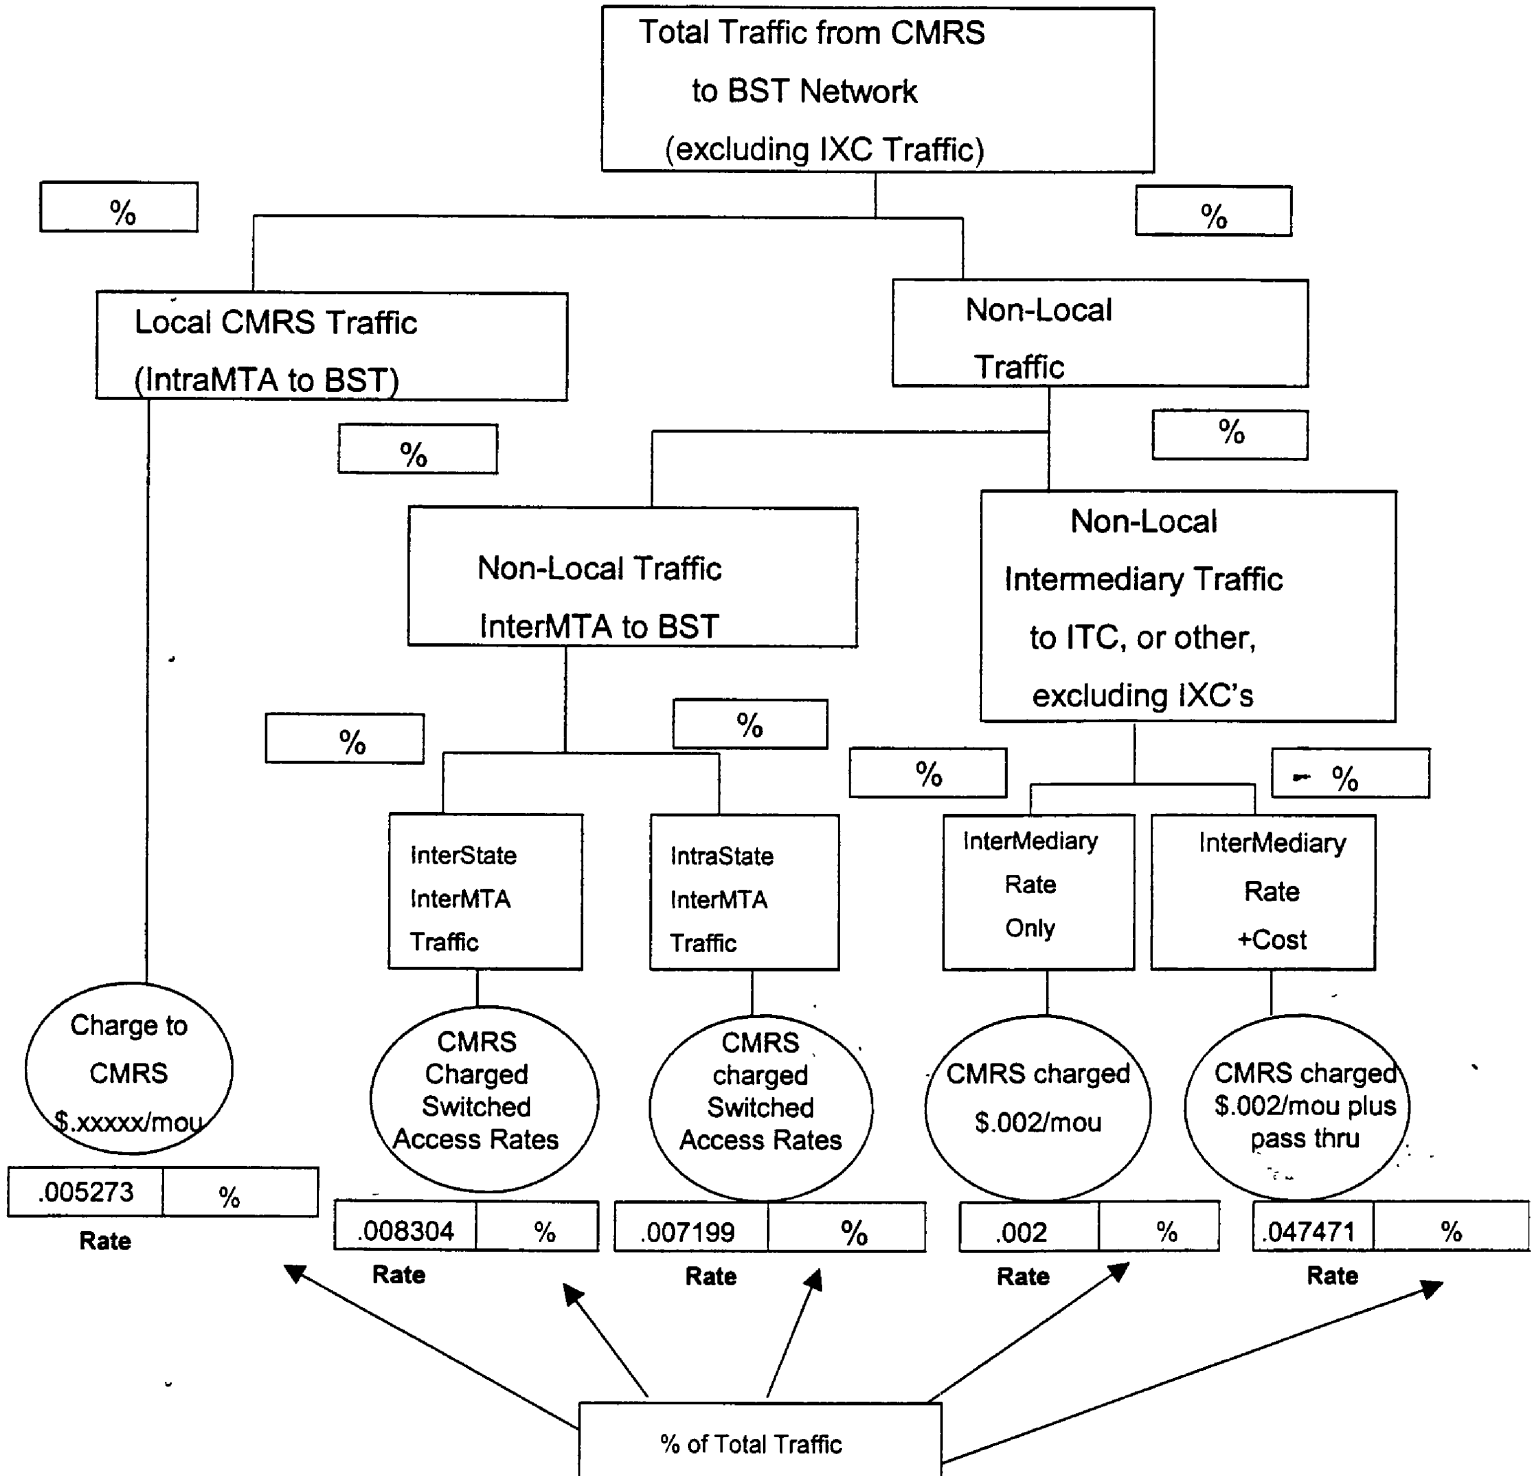 Total Traffic from CMRS
to BST Network
(excluding IXC Traffic)
%
%
Local CMRS Traffic
(IntraMTA to BST)
Non-Local
Traffic
%
%
Non-Local Traffic
InterMTA to BST
Non-Local
Intermediary Traffic
to ITC, or other,
excluding IXC's
%
%
%
%
InterState
InterMTA
Traffic
IntraState
InterMTA
Traffic
InterMediary
Rate
Only
InterMediary
Rate
+Cost
Charge to
CMRS
$.xxxxx/mou
CMRS
Charged
Switched
Access Rates
CMRS
charged
Switched
Access Rates
CMRS charged
$.002/mou
CMRS charged
$.002/mou plus
pass thru
.005273 %
Rate
.008304 %
Rate
.007199 %
Rate
.002 %
Rate
.047471 %
Rate
% of Total Traffic